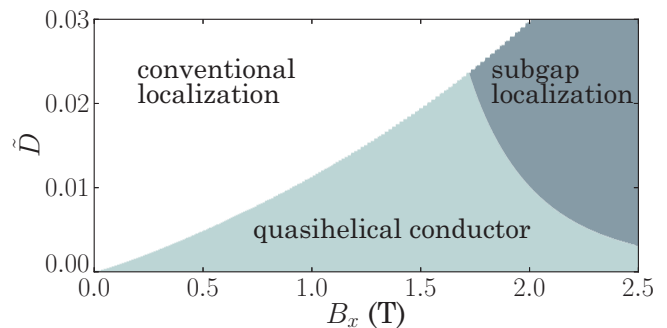 0.03
0.02
0.01
0.00
D̃
conventional
localization
subgap
localization
quasihelical conductor
0.0 0.5 1.0 1.5 2.0 2.5
B_x (T)